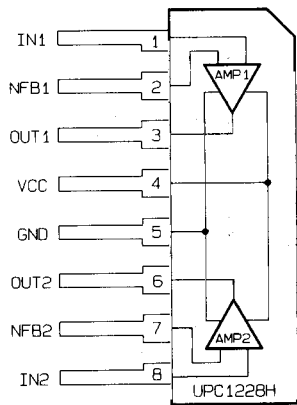 IN1 1
NFB1 2 AMP1
OUT1 3
VCC 4
GND 5
OUT2 6
NFB2 7 AMP2
IN2 8
UPC1228H